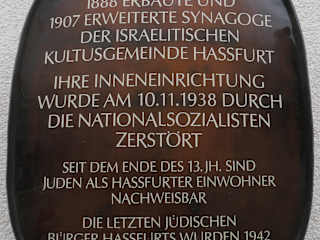 1888 ERBAUTE UND
1907 ERWEITERTE SYNAGOGE
DER ISRAELITISCHEN
KULTUSGEMEINDE HASSFURT
IHRE INNENEINRICHTUNG
WURDE AM 10.11.1938 DURCH
DIE NATIONALSOZIALISTEN
ZERSTÖRT
SEIT DEM ENDE DES 13. JH. SIND
JUDEN ALS HASSFURTER EINWOHNER
NACHWEISBAR
DIE LETZTEN JÜDISCHEN
BÜRGER HASSFURTS WURDEN 1942